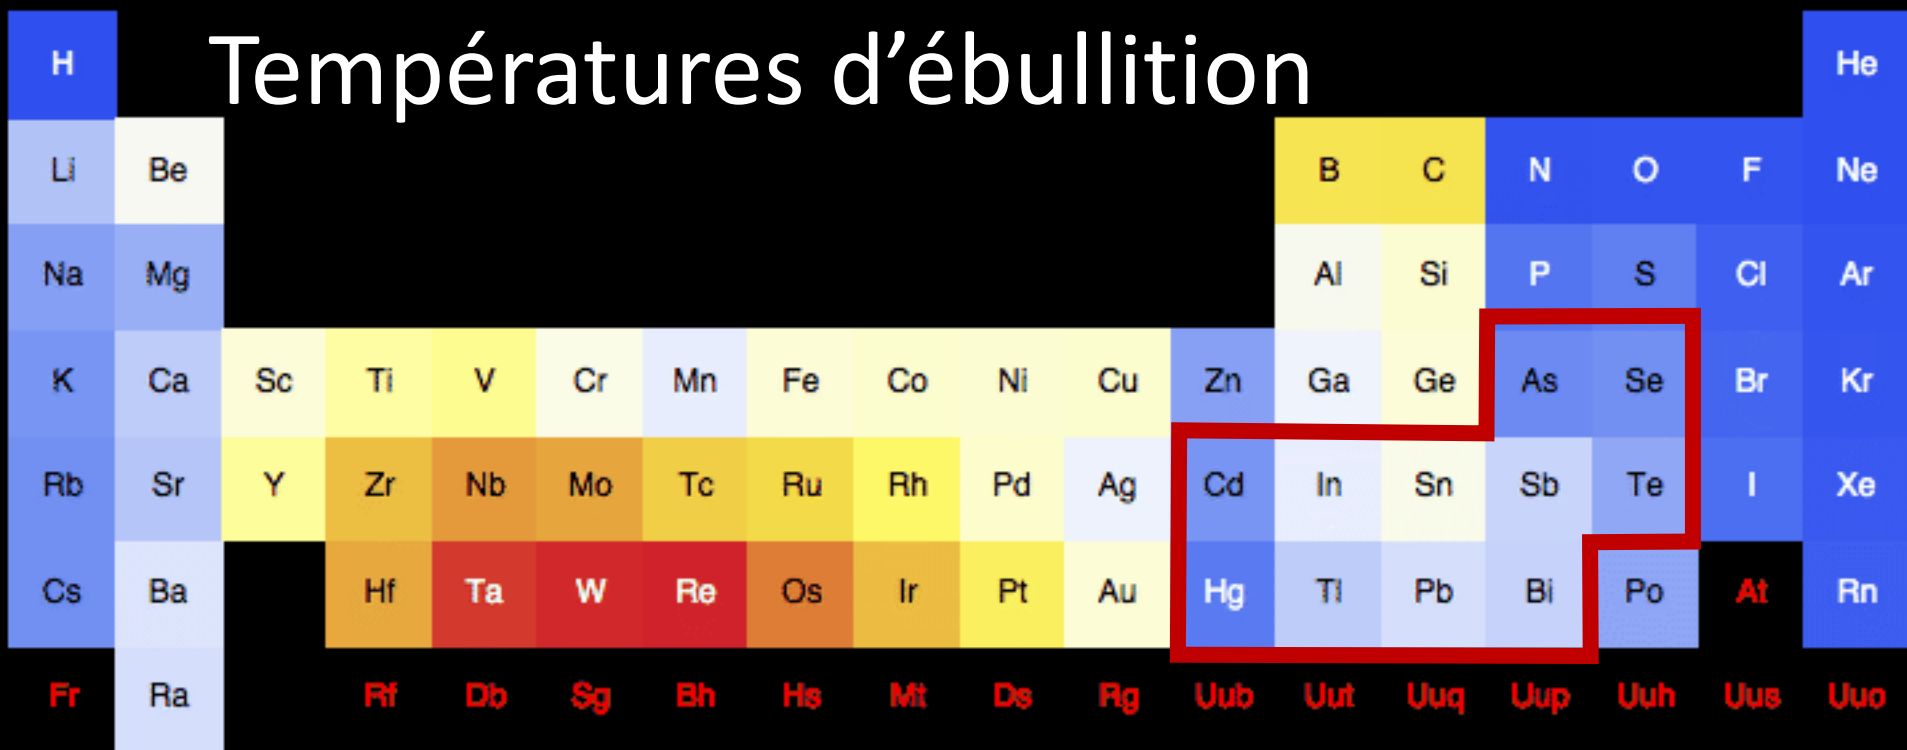 Températures d'ébullition
H He
Li Be B C N O F Ne
Na Mg Al Si P S Cl Ar
K Ca Sc Ti V Cr Mn Fe Co Ni Cu Zn Ga Ge As Se Br Kr
Rb Sr Y Zr Nb Mo Tc Ru Rh Pd Ag Cd In Sn Sb Te I Xe
Cs Ba Hf Ta W Re Os Ir Pt Au Hg Tl Pb Bi Po At Rn
Fr Ra Rf Db Sg Bh Hs Mt Ds Rg Uub Uut Uuq Uup Uuh Uus Uuo